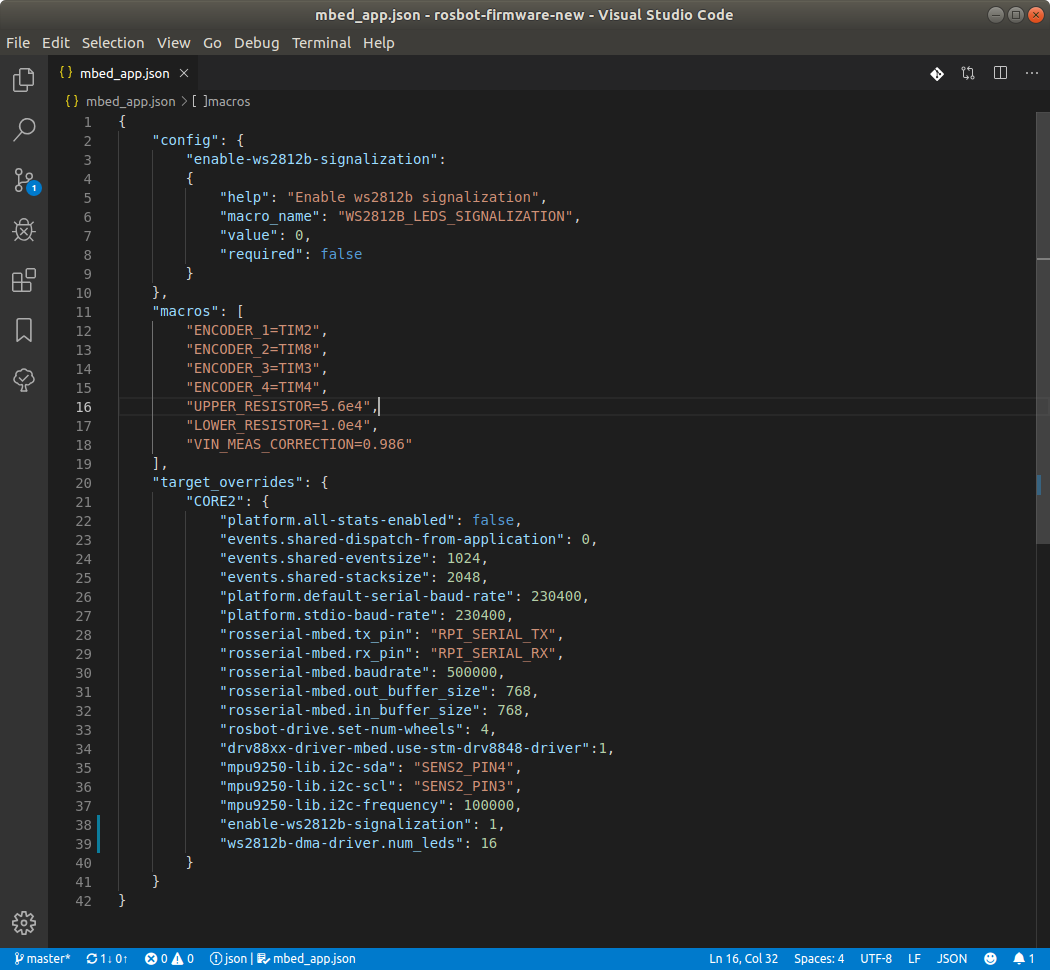 mbed_app.json - rosbot-firmware-new - Visual Studio Code
File Edit Selection View Go Debug Terminal Help
{ } mbed_app.json ×
{ } mbed_app.json > [ ]macros
1 {
2     "config": {
3         "enable-ws2812b-signalization":
4         {
5             "help": "Enable ws2812b signalization",
6             "macro_name": "WS2812B_LEDS_SIGNALIZATION",
7             "value": 0,
8             "required": false
9         }
10     },
11     "macros": [
12         "ENCODER_1=TIM2",
13         "ENCODER_2=TIM8",
14         "ENCODER_3=TIM3",
15         "ENCODER_4=TIM4",
16         "UPPER_RESISTOR=5.6e4",
17         "LOWER_RESISTOR=1.0e4",
18         "VIN_MEAS_CORRECTION=0.986"
19     ],
20     "target_overrides": {
21         "CORE2": {
22             "platform.all-stats-enabled": false,
23             "events.shared-dispatch-from-application": 0,
24             "events.shared-eventsize": 1024,
25             "events.shared-stacksize": 2048,
26             "platform.default-serial-baud-rate": 230400,
27             "platform.stdio-baud-rate": 230400,
28             "rosserial-mbed.tx_pin": "RPI_SERIAL_TX",
29             "rosserial-mbed.rx_pin": "RPI_SERIAL_RX",
30             "rosserial-mbed.baudrate": 500000,
31             "rosserial-mbed.out_buffer_size": 768,
32             "rosserial-mbed.in_buffer_size": 768,
33             "rosbot-drive.set-num-wheels": 4,
34             "drv88xx-driver-mbed.use-stm-drv8848-driver":1,
35             "mpu9250-lib.i2c-sda": "SENS2_PIN4",
36             "mpu9250-lib.i2c-scl": "SENS2_PIN3",
37             "mpu9250-lib.i2c-frequency": 100000,
38             "enable-ws2812b-signalization": 1,
39             "ws2812b-dma-driver.num_leds": 16
40         }
41     }
42 }
1
master* 1↓ 0↑ 0 0 json | mbed_app.json Ln 16, Col 32 Spaces: 4 UTF-8 LF JSON 1